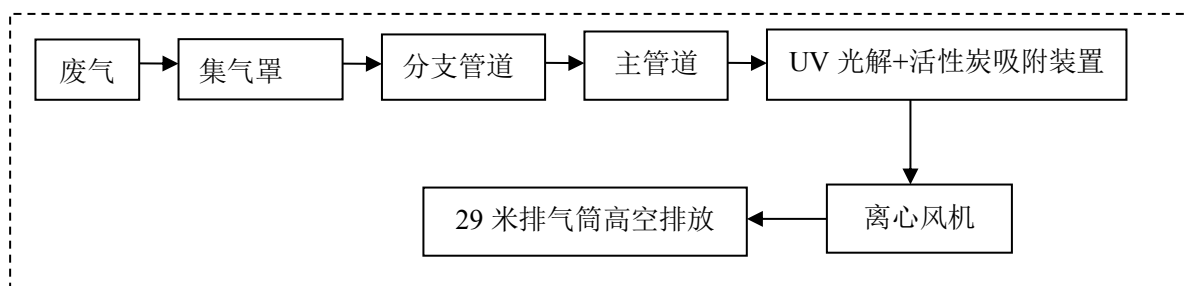 废气
集气罩
分支管道
主管道
UV 光解+活性炭吸附装置
离心风机
29 米排气筒高空排放